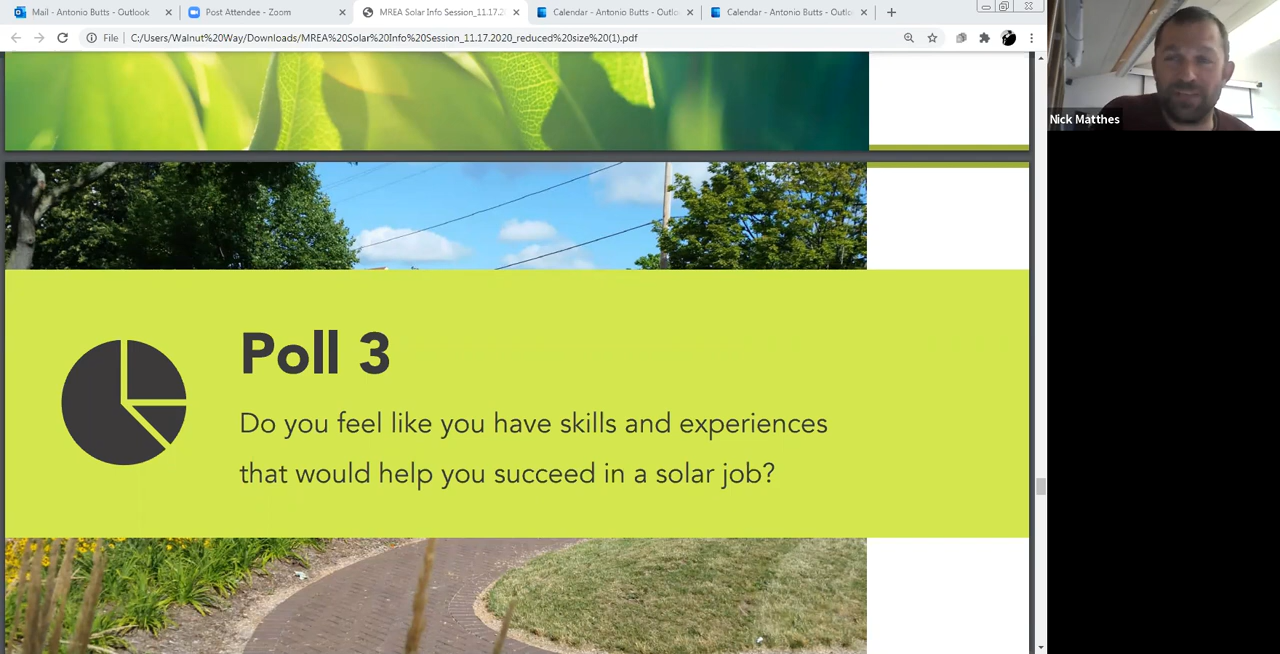 Mail - Antonio Butts - Outlook
Post Attendee - Zoom
MREA Solar Info Session_11.17.2
Calendar - Antonio Butts - Outlo
Calendar - Antonio Butts - Outlo
File
C:/Users/Walnut%20Way/Downloads/MREA%20Solar%20Info%20Session_11.17.2020_reduced%20size%20(1).pdf
Nick Matthes
Poll 3
Do you feel like you have skills and experiences
that would help you succeed in a solar job?